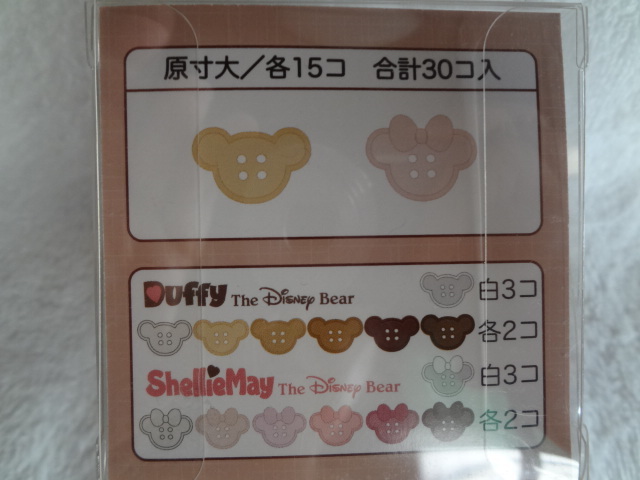 原寸大／各15コ　合計30コ入
Duffy The Disney Bear
白3コ
各2コ
ShellieMay The Disney Bear
白3コ
各2コ